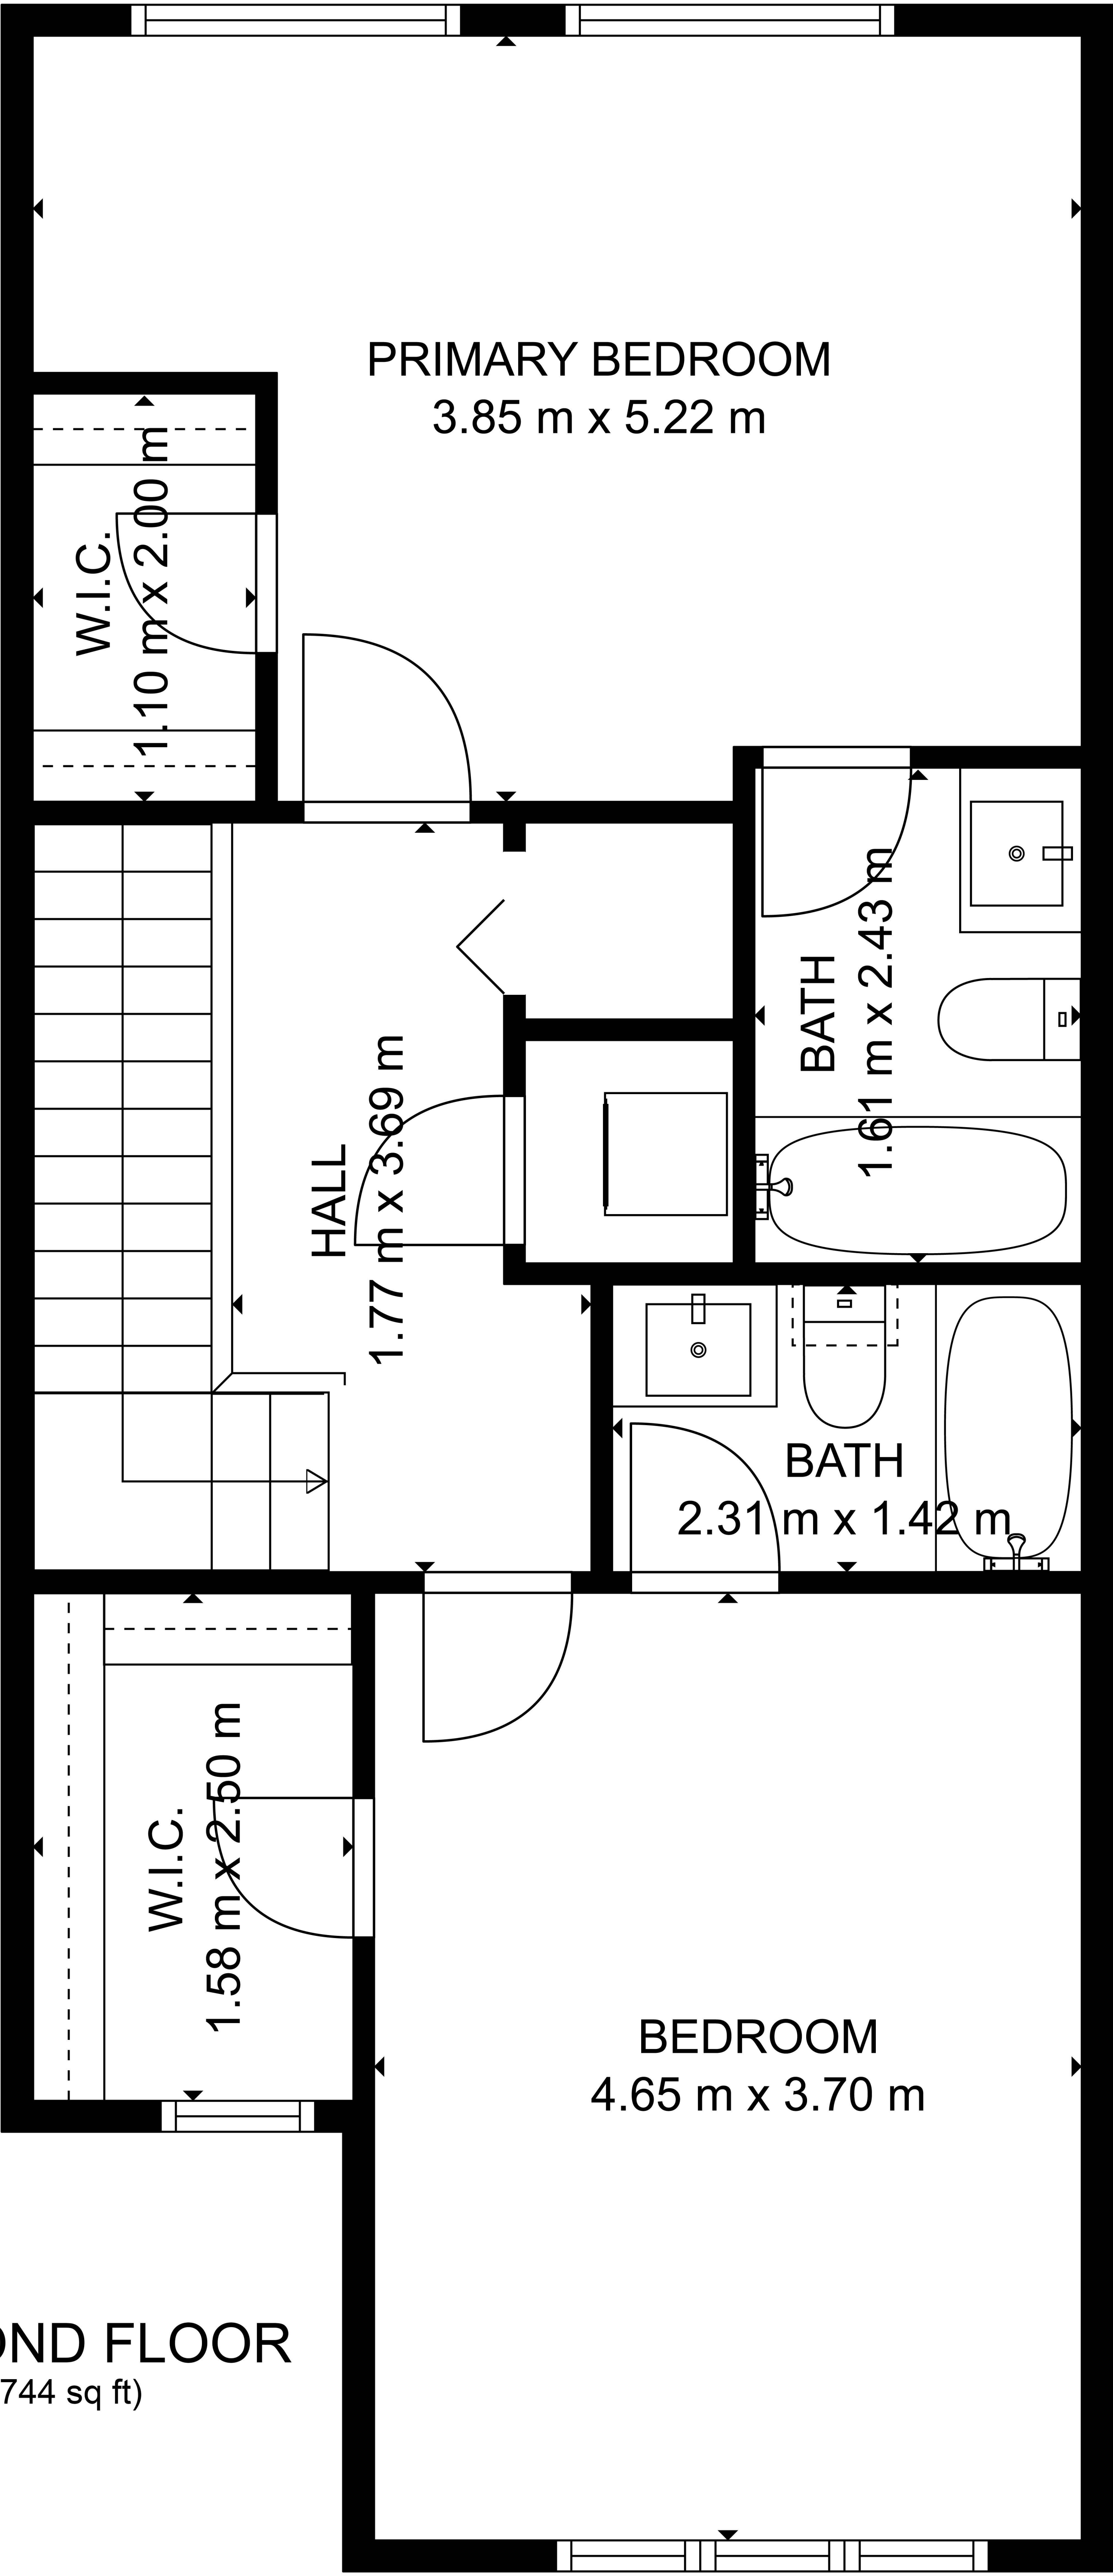 PRIMARY BEDROOM
3.85 m x 5.22 m
W.I.C.
1.10 m x 2.00 m
BATH
1.61 m x 2.43 m
HALL
1.77 m x 3.69 m
BATH
2.31 m x 1.42 m
W.I.C.
1.58 m x 2.50 m
BEDROOM
4.65 m x 3.70 m
OND FLOOR
744 sq ft)